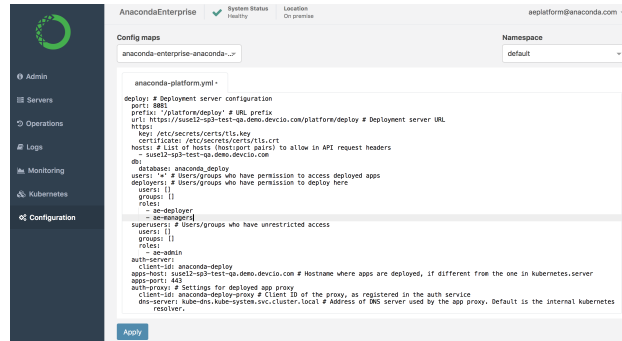 AnacondaEnterprise
System Status
Healthy
Location
On premise
aeplatform@anaconda.com
Config maps
Namespace
anaconda-enterprise-anaconda-...
default
Admin
Servers
Operations
Logs
Monitoring
Kubernetes
Configuration
anaconda-platform.yml
deploy: # Deployment server configuration
  port: 8081
  prefix: '/platform/deploy' # URL prefix
  url: https://suse12-sp3-test-qa.demo.devcio.com/platform/deploy # Deployment server URL
  https:
    key: /etc/secrets/certs/tls.key
    certificate: /etc/secrets/certs/tls.crt
  hosts: # List of hosts (host:port pairs) to allow in API request headers
    - suse12-sp3-test-qa.demo.devcio.com
  db:
    database: anaconda_deploy
  users: '*' # Users/groups who have permission to access deployed apps
  deployers: # Users/groups who have permission to deploy here
    users: []
    groups: []
    roles:
      - ae-deployer
      - ae-managers
  superusers: # Users/groups who have unrestricted access
    users: []
    groups: []
    roles:
      - ae-admin
  auth-server:
    client-id: anaconda-deploy
  apps-host: suse12-sp3-test-qa.demo.devcio.com # Hostname where apps are deployed, if different from the one in kubernetes.server
  apps-port: 443
  auth-proxy: # Settings for deployed app proxy
    client-id: anaconda-deploy-proxy # Client ID of the proxy, as registered in the auth service
    dns-server: kube-dns.kube-system.svc.cluster.local # Address of DNS server used by the app proxy. Default is the internal kubernetes
      resolver.
Apply